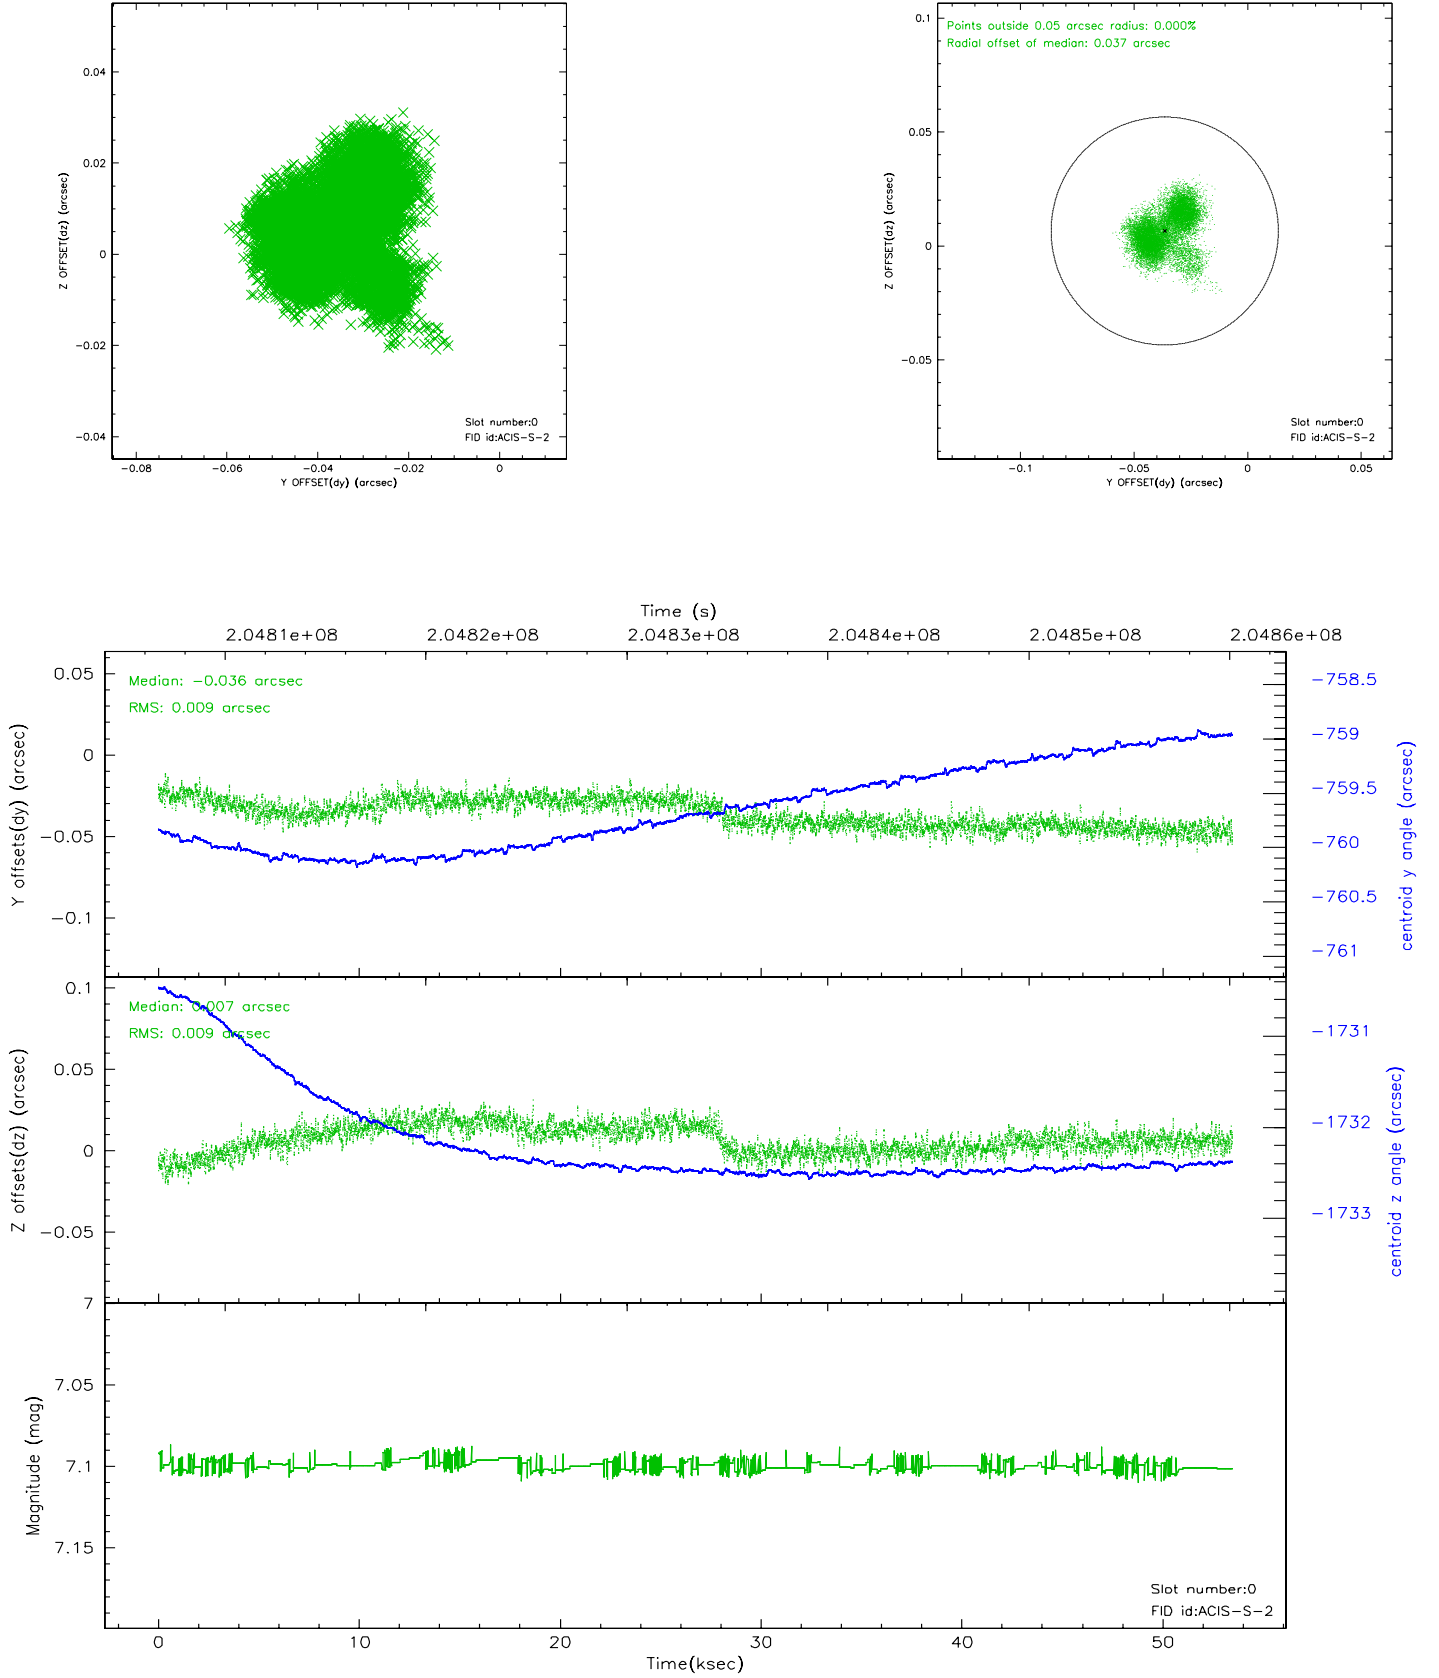 0.04
0.02
0
−0.02
−0.04
Z OFFSET(dz) (arcsec)
Slot number:0
FID id:ACIS−S−2
−0.08 −0.06 −0.04 −0.02 0
Y OFFSET(dy) (arcsec)
Points outside 0.05 arcsec radius: 0.000%
Radial offset of median: 0.037 arcsec
0.1
0.05
0
−0.05
Z OFFSET(dz) (arcsec)
Slot number:0
FID id:ACIS−S−2
−0.1 −0.05 0 0.05
Y OFFSET(dy) (arcsec)
Time (s)
2.0481e+08 2.0482e+08 2.0483e+08 2.0484e+08 2.0485e+08 2.0486e+08
Median: −0.036 arcsec
RMS: 0.009 arcsec
0.05
0
−0.05
−0.1
Y offsets(dy) (arcsec)
−758.5
−759
−759.5
−760
−760.5
−761
centroid y angle (arcsec)
Median: 0.007 arcsec
RMS: 0.009 arcsec
0.1
0.05
0
−0.05
Z offsets(dz) (arcsec)
−1731
−1732
−1733
centroid z angle (arcsec)
7
7.05
7.1
7.15
Magnitude (mag)
Slot number:0
FID id:ACIS−S−2
0 10 20 30 40 50
Time(ksec)